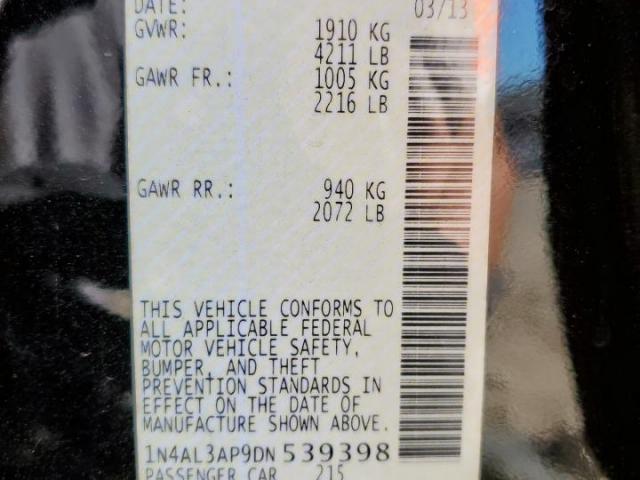 DATE: 03/13
GVWR: 1910 KG
4211 LB
GAWR FR.: 1005 KG
2216 LB
GAWR RR.: 940 KG
2072 LB
THIS VEHICLE CONFORMS TO
ALL APPLICABLE FEDERAL
MOTOR VEHICLE SAFETY,
BUMPER, AND THEFT
PREVENTION STANDARDS IN
EFFECT ON THE DATE OF
MANUFACTURE SHOWN ABOVE.
1N4AL3AP9DN 539398
PASSENGER CAR 215